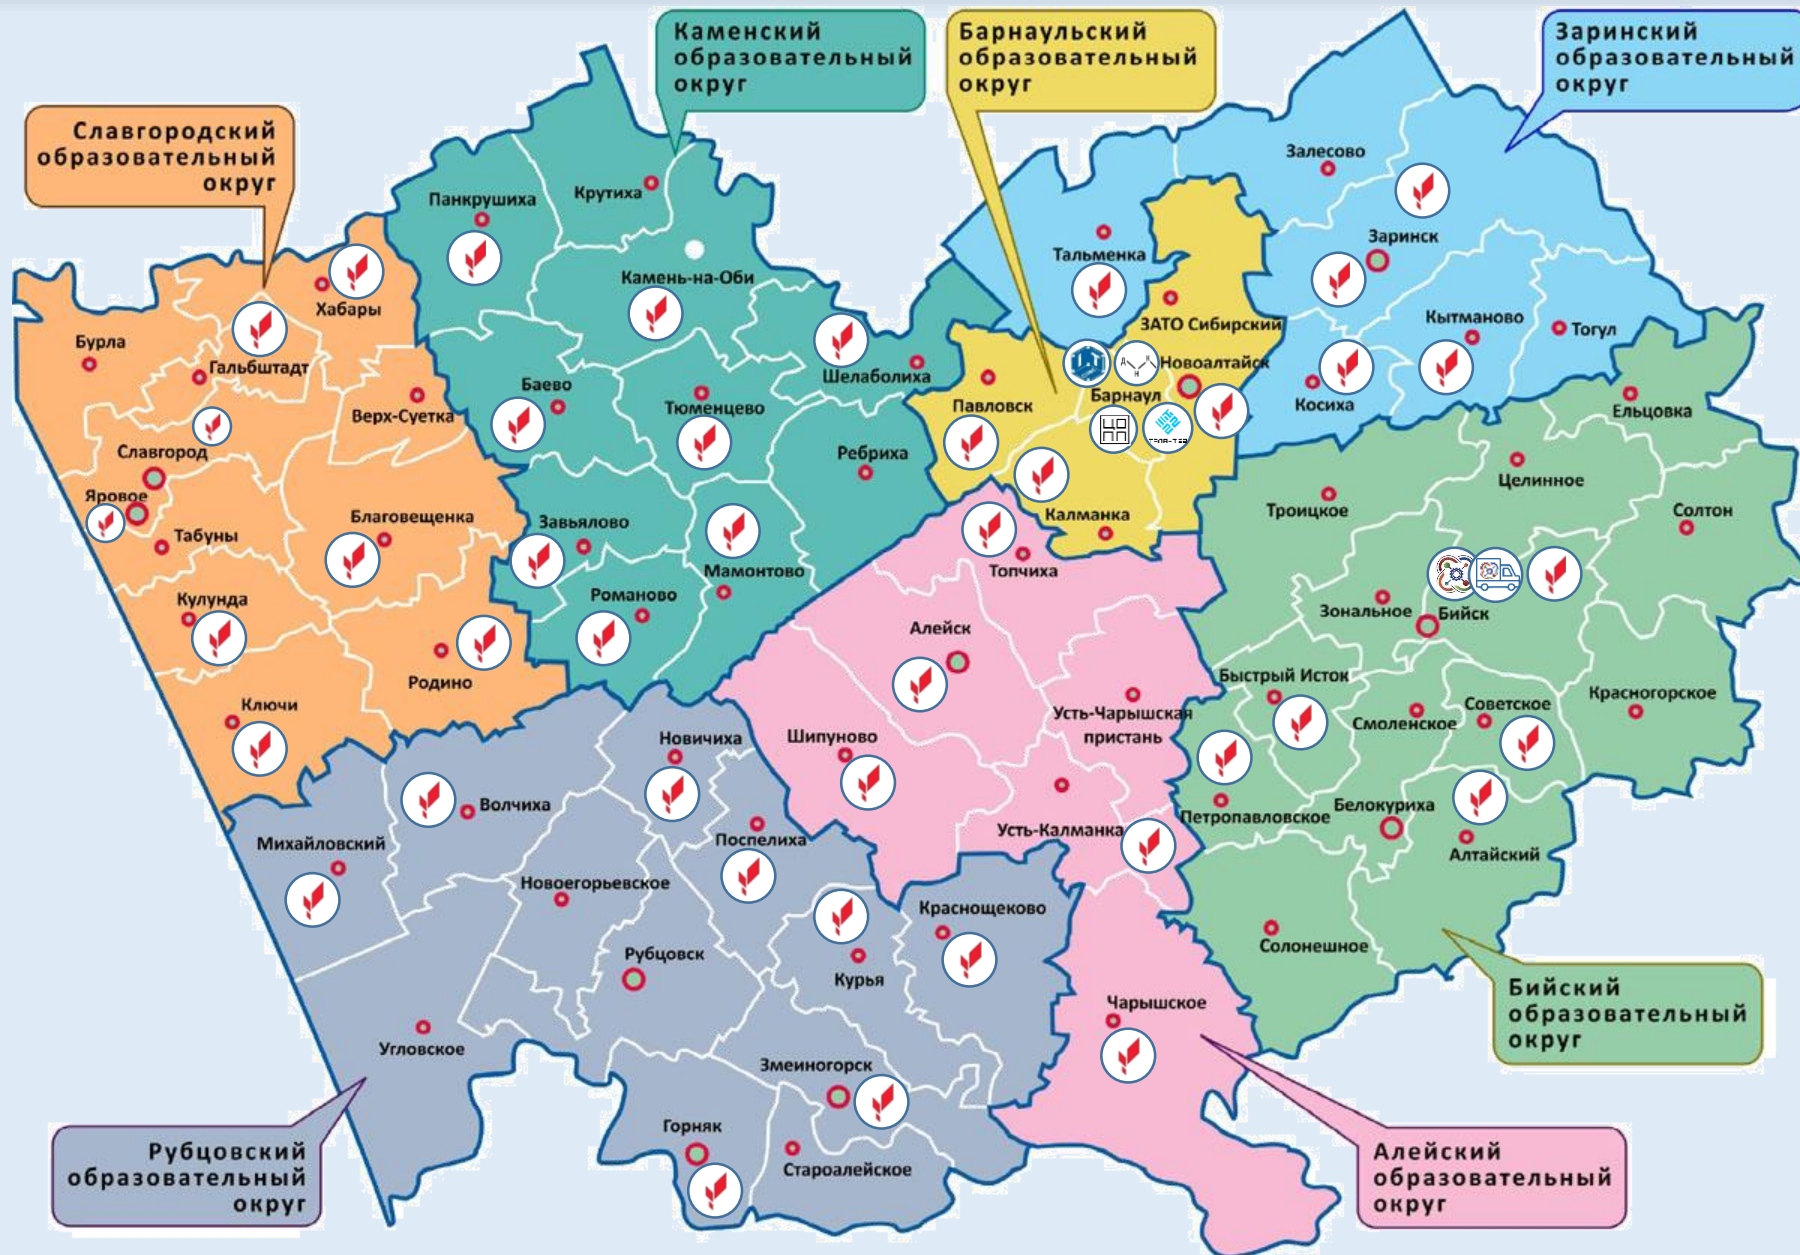 Каменский
образовательный
округ
Барнаульский
образовательный
округ
Заринский
образовательный
округ
Славгородский
образовательный
округ
Залесово
Панкрушиха
Крутиха
Заринск
Тальменка
Камень-на-Оби
Хабары
ЗАТО Сибирский
Кытманово
Тогул
Бурла
Гальбштадт
Новоалтайск
Шелаболиха
Баево
Барнаул
Косиха
Верх-Суетка
Тюменцево
Павловск
Ельцовка
ЦО
ПП
Славгород
Ребриха
Целинное
Яровое
Троицкое
Солтон
Благовещенка
Завьялово
Калманка
Табуны
Топчиха
Мамонтово
Кулунда
Романово
Зональное
Бийск
Алейск
Быстрый Исток
Родино
Красногорское
Ключи
Советское
Усть-Чарышская
пристань
Смоленское
Новичиха
Шипуново
Волчиха
Белокуриха
Петропавловское
Усть-Калманка
Михайловский
Поспелиха
Алтайский
Новоегорьевское
Краснощеково
Солонешное
Рубцовск
Курья
Бийский
образовательный
округ
Чарышское
Угловское
Змеиногорск
Горняк
Староалейское
Рубцовский
образовательный
округ
Алейский
образовательный
округ